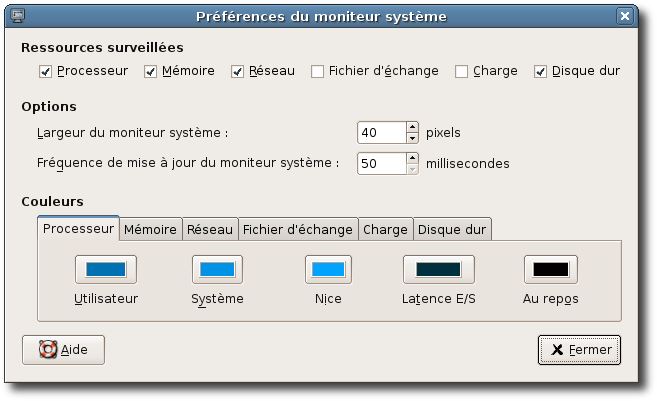 Préférences du moniteur système
Ressources surveillées
Processeur Mémoire Réseau Fichier d'échange Charge Disque dur
Options
Largeur du moniteur système : 40 pixels
Fréquence de mise à jour du moniteur système : 50 millisecondes
Couleurs
Processeur Mémoire Réseau Fichier d'échange Charge Disque dur
Utilisateur Système Nice Latence E/S Au repos
Aide Fermer